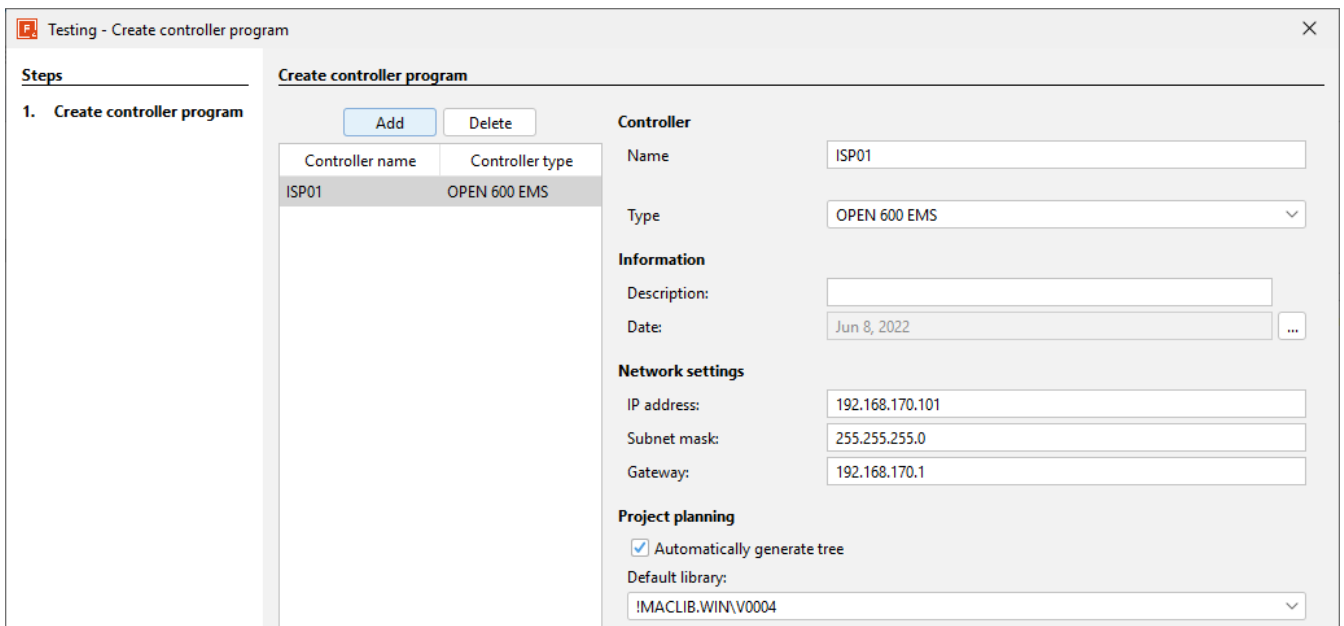 Testing - Create controller program
Steps
1. Create controller program
Create controller program
Add Delete
Controller name Controller type
ISP01 OPEN 600 EMS
Controller
Name ISP01
Type OPEN 600 EMS
Information
Description:
Date: Jun 8, 2022 ...
Network settings
IP address: 192.168.170.101
Subnet mask: 255.255.255.0
Gateway: 192.168.170.1
Project planning
Automatically generate tree
Default library:
!MACLIB.WIN\V0004